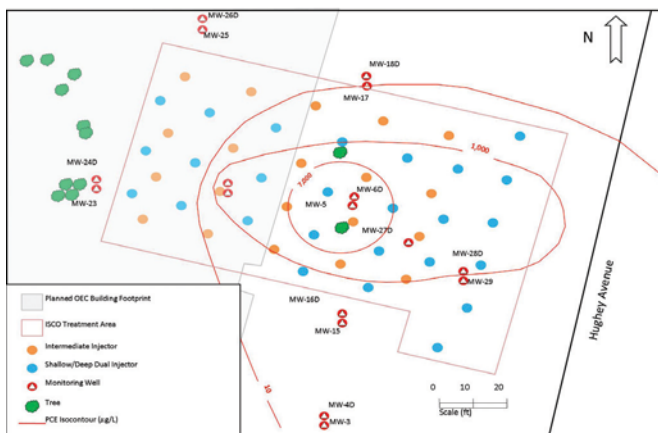 MW-26D
MW-25
N
MW-18D
MW-17
1,000
MW-24D
MW-23
7,000
MW-6D
MW-5
MW-27D
MW-28D
MW-29
Hughey Avenue
MW-16D
MW-15
10
MW-4D
MW-3
Planned OEC Building Footprint
ISCO Treatment Area
Intermediate Injector
Shallow/Deep Dual Injector
Monitoring Well
Tree
PCE Isocontour (µg/L)
0 20
Scale (ft)